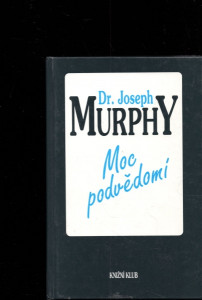 Dr. Joseph
MURPHY
Moc
podvědomí
KNIŽNÍ KLUB